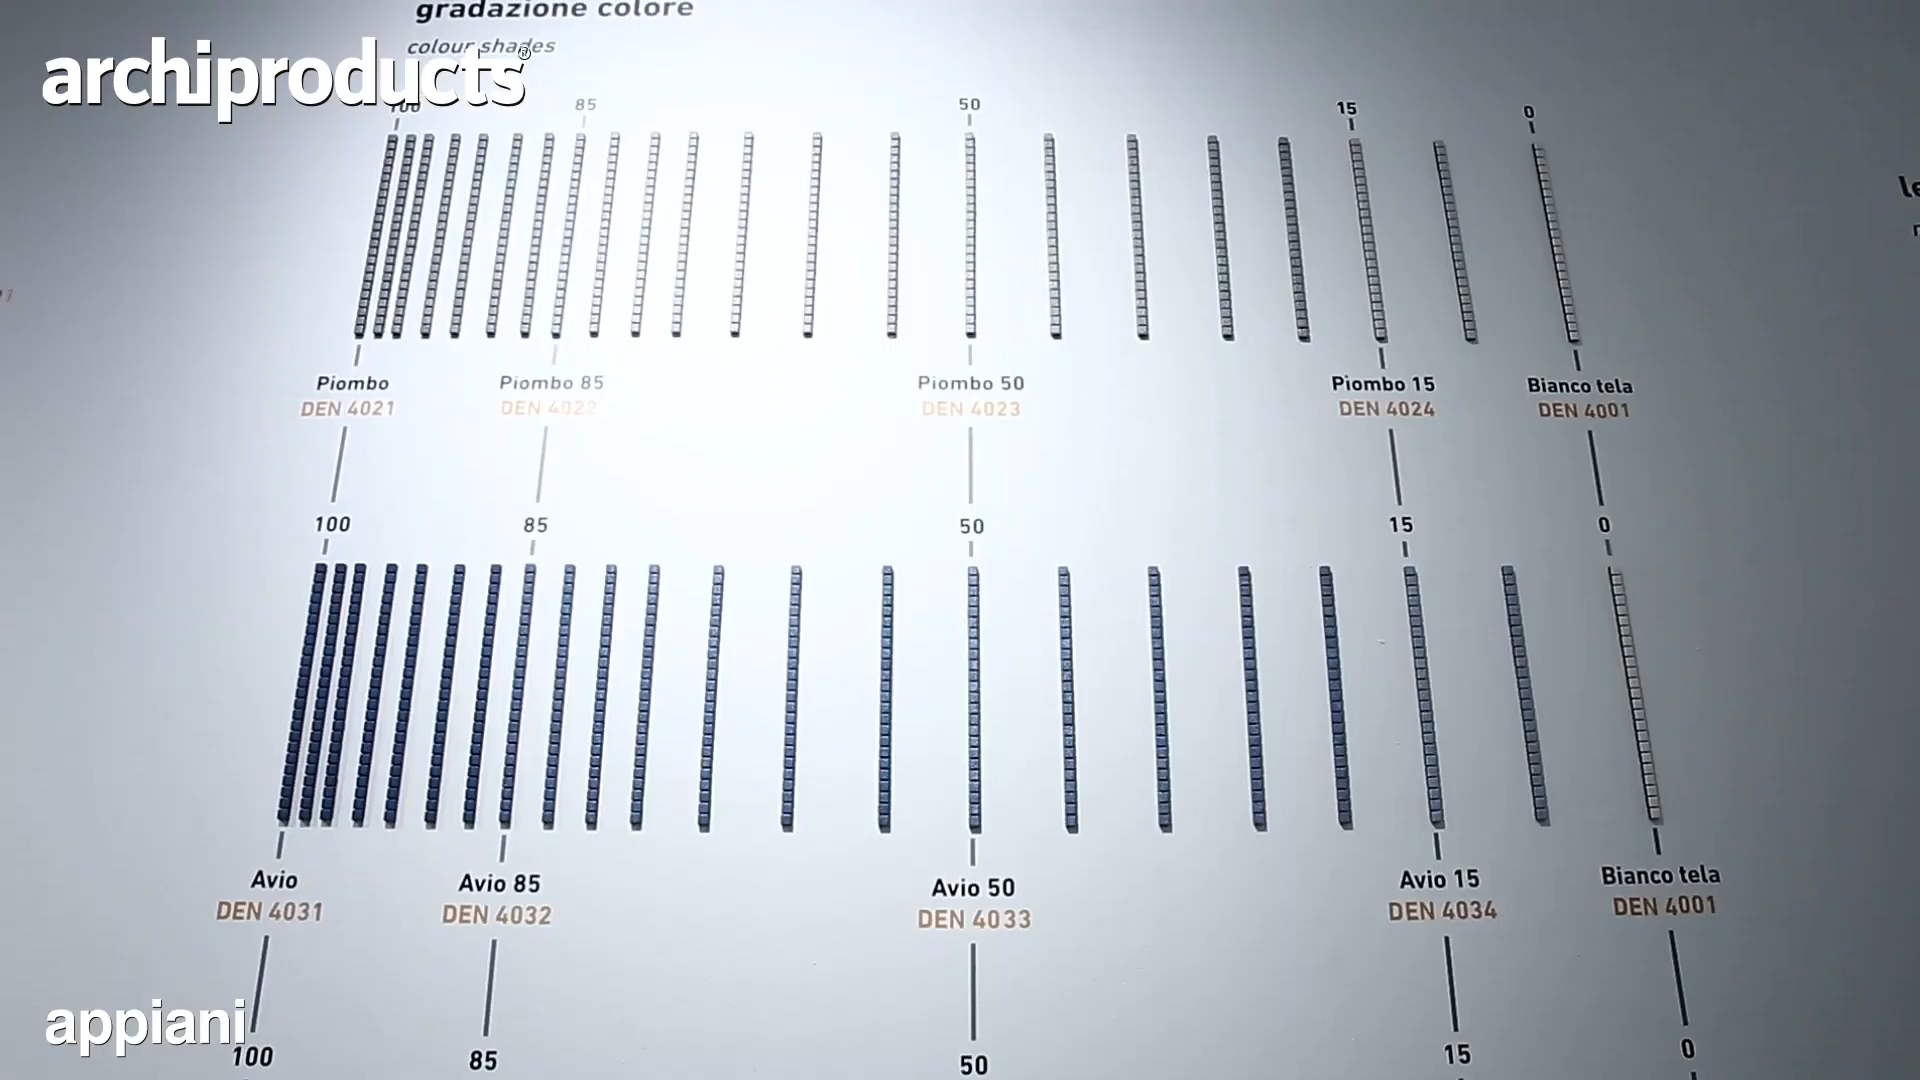 gradazione colore
colour shades
archiproducts®
100 85 50 15 0
Piombo Piombo 85 Piombo 50 Piombo 15 Bianco tela
DEN 4021 DEN 4022 DEN 4023 DEN 4024 DEN 4001
100 85 50 15 0
Avio Avio 85 Avio 50 Avio 15 Bianco tela
DEN 4031 DEN 4032 DEN 4033 DEN 4034 DEN 4001
appiani
100 85 50 15 0